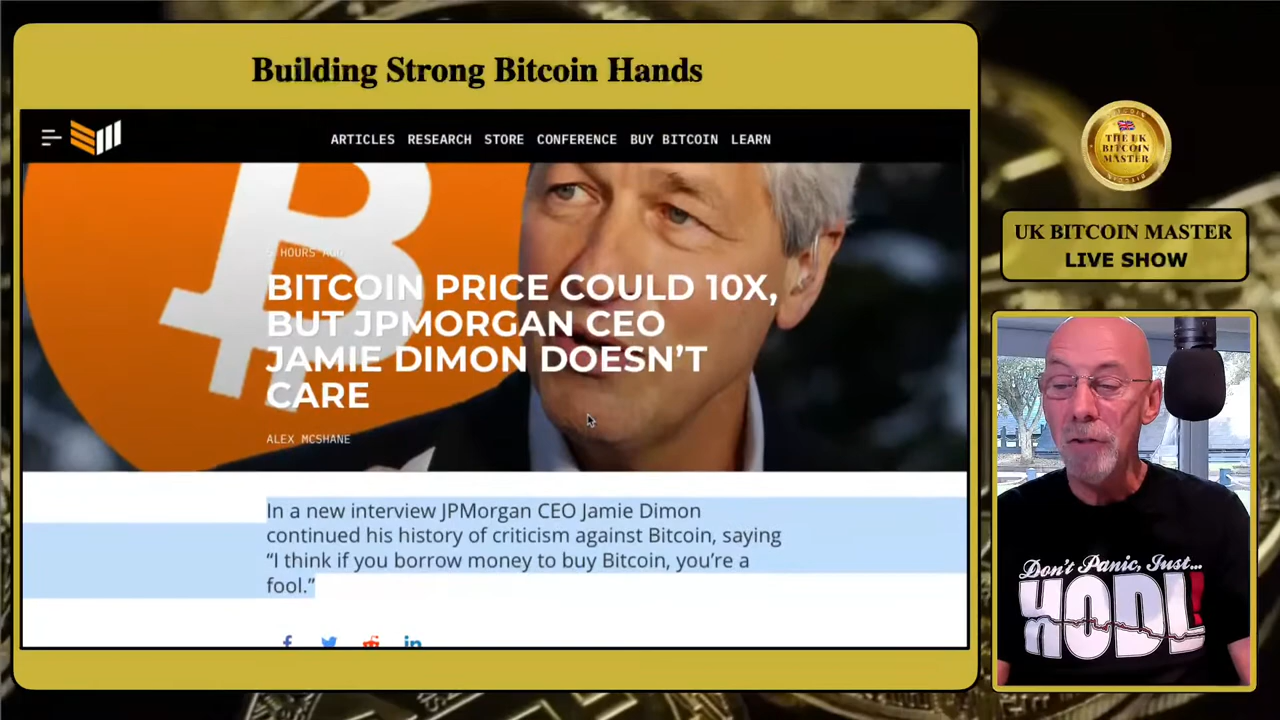 Building Strong Bitcoin Hands
ARTICLES RESEARCH STORE CONFERENCE BUY BITCOIN LEARN
HOURS AGO
BITCOIN PRICE COULD 10X,
BUT JPMORGAN CEO
JAMIE DIMON DOESN’T
CARE
ALEX MCSHANE
In a new interview JPMorgan CEO Jamie Dimon
continued his history of criticism against Bitcoin, saying
“I think if you borrow money to buy Bitcoin, you’re a
fool.”
BITCOIN
THE UK
BITCOIN
MASTER
UK BITCOIN MASTER
LIVE SHOW
Don't Panic, Just...
HODL!